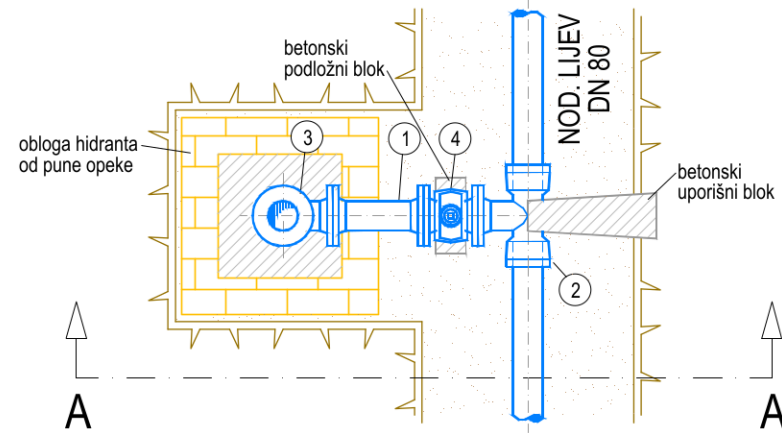 betonski
podložni blok
NOD. LIJEV
DN 80
obloga hidranta
od pune opeke
3
1
4
betonski
uporišni blok
2
A
A